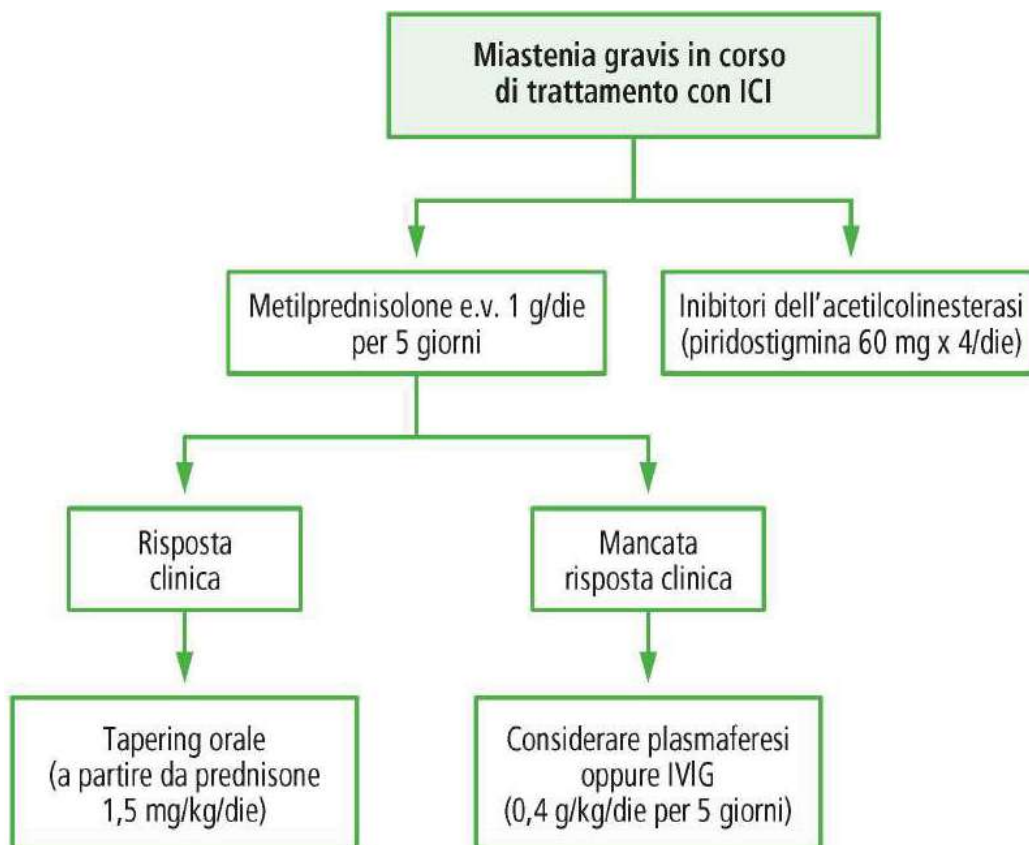 Miastenia gravis in corso
di trattamento con ICI
Metilprednisolone e.v. 1 g/die
per 5 giorni
Inibitori dell'acetilcolinesterasi
(piridostigmina 60 mg x 4/die)
Risposta
clinica
Mancata
risposta clinica
Tapering orale
(a partire da prednisone
1,5 mg/kg/die)
Considerare plasmaferesi
oppure IVIG
(0,4 g/kg/die per 5 giorni)